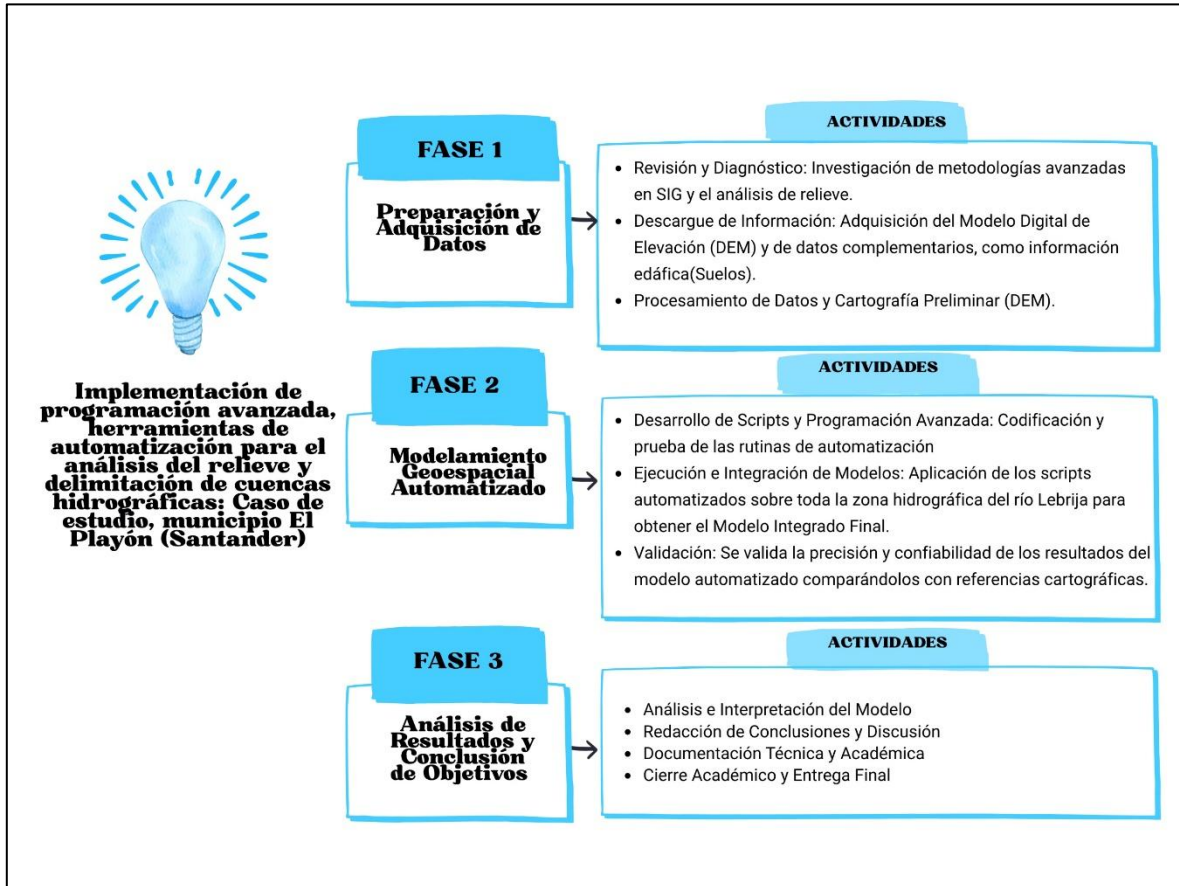 Implementación de
programación avanzada,
herramientas de
automatización para el
análisis del relieve y
delimitación de cuencas
hidrográficas: Caso de
estudio, municipio El
Playón (Santander)
FASE 1
Preparación y
Adquisición de
Datos
ACTIVIDADES
• Revisión y Diagnóstico: Investigación de metodologías avanzadas
en SIG y el análisis de relieve.
• Descargue de Información: Adquisición del Modelo Digital de
Elevación (DEM) y de datos complementarios, como información
edáfica(Suelos).
• Procesamiento de Datos y Cartografía Preliminar (DEM).
FASE 2
Modelamiento
Geoespacial
Automatizado
ACTIVIDADES
• Desarrollo de Scripts y Programación Avanzada: Codificación y
prueba de las rutinas de automatización
• Ejecución e Integración de Modelos: Aplicación de los scripts
automatizados sobre toda la zona hidrográfica del río Lebrija para
obtener el Modelo Integrado Final.
• Validación: Se valida la precisión y confiabilidad de los resultados del
modelo automatizado comparándolos con referencias cartográficas.
FASE 3
Análisis de
Resultados y
Conclusión
de Objetivos
ACTIVIDADES
• Análisis e Interpretación del Modelo
• Redacción de Conclusiones y Discusión
• Documentación Técnica y Académica
• Cierre Académico y Entrega Final